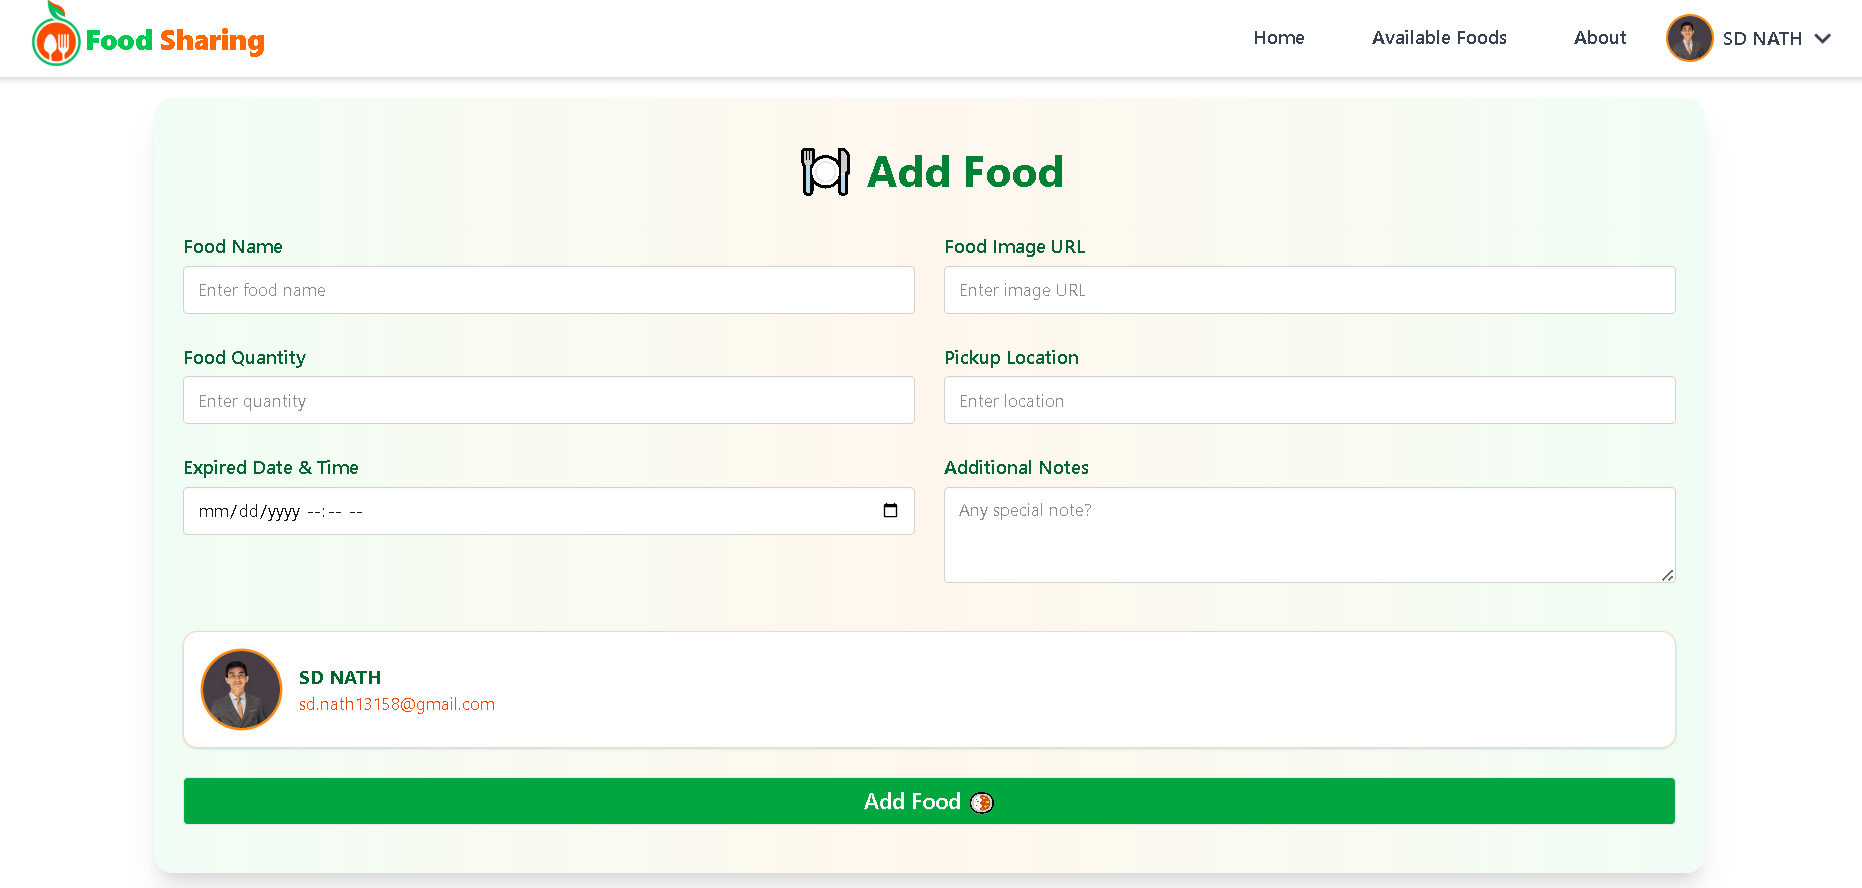 Food Sharing
Home
Available Foods
About
SD NATH
Add Food
Food Name
Food Image URL
Enter food name
Enter image URL
Food Quantity
Pickup Location
Enter quantity
Enter location
Expired Date & Time
Additional Notes
mm/dd/yyyy --:-- --
Any special note?
SD NATH
sd.nath13158@gmail.com
Add Food